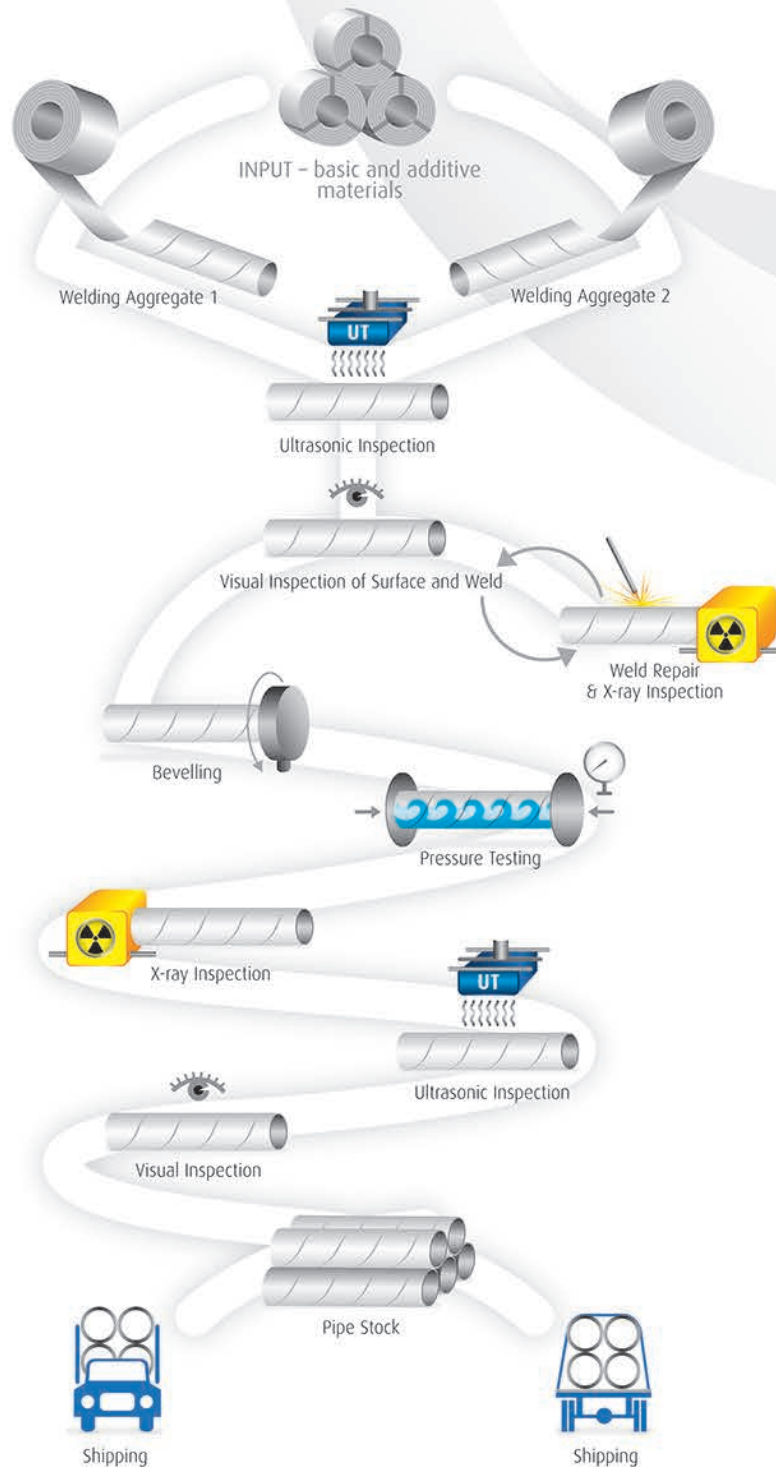 INPUT – basic and additive
materials
Welding Aggregate 1
Welding Aggregate 2
UT
Ultrasonic Inspection
Visual Inspection of Surface and Weld
Weld Repair
& X-ray Inspection
Bevelling
Pressure Testing
X-ray Inspection
UT
Ultrasonic Inspection
Visual Inspection
Pipe Stock
Shipping
Shipping